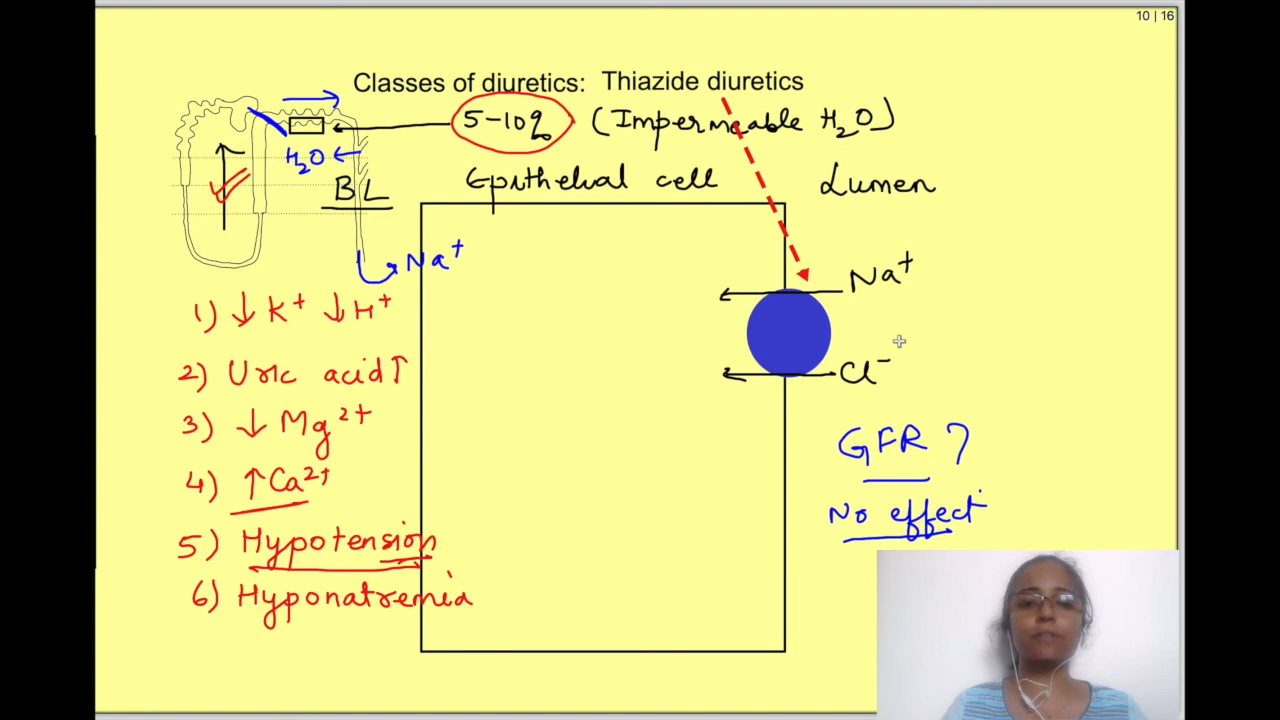 10 | 16
Classes of diuretics: Thiazide diuretics
5-10% (Impermeable H2O)
H2O
BL
Epithelial cell
Lumen
Na+
Na+
Cl-
1) ↓ K+ ↓ H+
2) Uric acid ↑
3) ↓ Mg2+
4) ↑ Ca2+
5) Hypotension
6) Hyponatremia
GFR ?
No effect